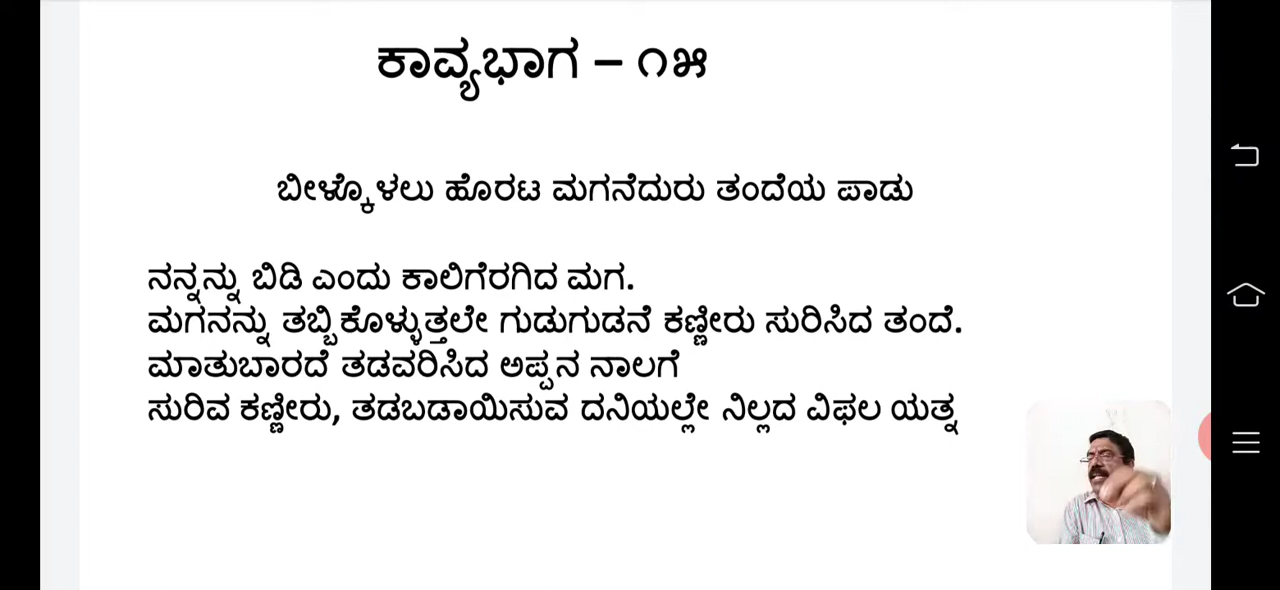 ಕಾವ್ಯಭಾಗ – ೧೫
ಬೀಳ್ಕೊಳಲು ಹೊರಟ ಮಗನೆದುರು ತಂದೆಯ ಪಾಡು
ನನ್ನನ್ನು ಬಿಡಿ ಎಂದು ಕಾಲಿಗೆರಗಿದ ಮಗ.
ಮಗನನ್ನು ತಬ್ಬಿಕೊಳ್ಳುತ್ತಲೇ ಗುಡುಗುಡನೆ ಕಣ್ಣೀರು ಸುರಿಸಿದ ತಂದೆ.
ಮಾತುಬಾರದೆ ತಡವರಿಸಿದ ಅಪ್ಪನ ನಾಲಗೆ
ಸುರಿವ ಕಣ್ಣೀರು, ತಡಬಡಾಯಿಸುವ ದನಿಯಲ್ಲೇ ನಿಲ್ಲದ ವಿಫಲ ಯತ್ನ